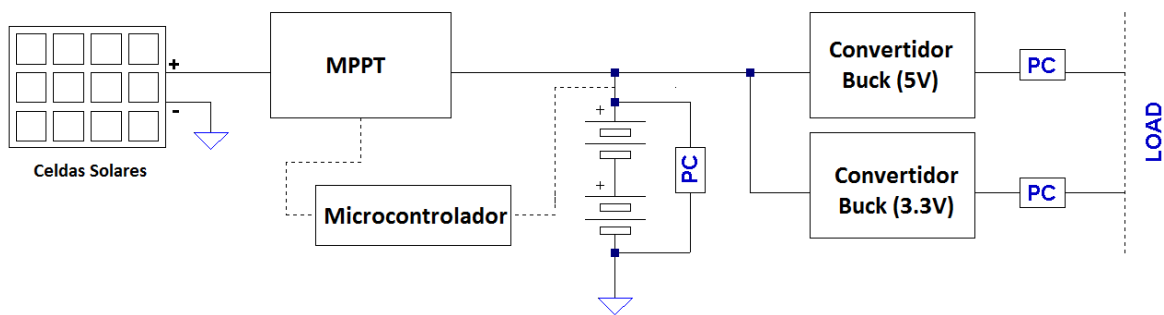 +
-
Celdas Solares
MPPT
Microcontrolador
+
+
PC
Convertidor
Buck (5V)
PC
Convertidor
Buck (3.3V)
PC
LOAD